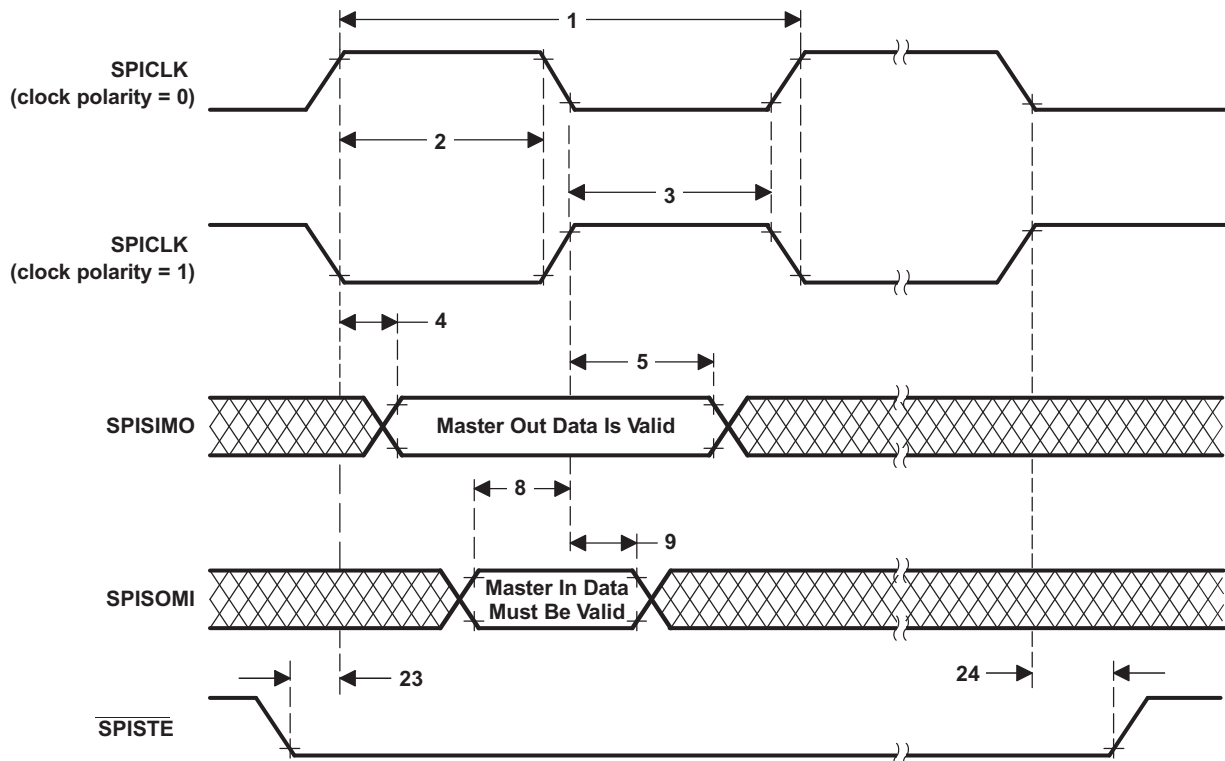 1
SPICLK
(clock polarity = 0)
2
3
SPICLK
(clock polarity = 1)
4
5
SPISIMO
Master Out Data Is Valid
8
9
SPISOMI
Master In Data
Must Be Valid
23
24
SPISTE